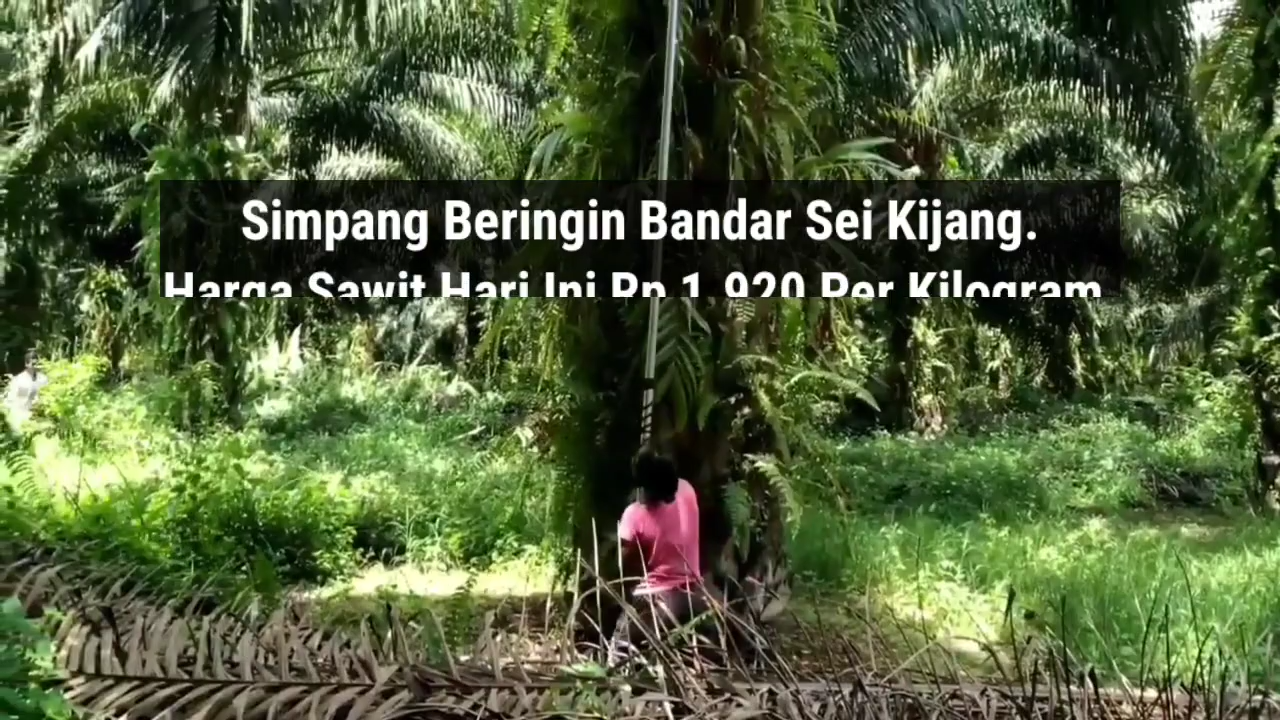 Simpang Beringin Bandar Sei Kijang.
Harga Sawit Hari Ini Rp 1.920 Per Kilogram